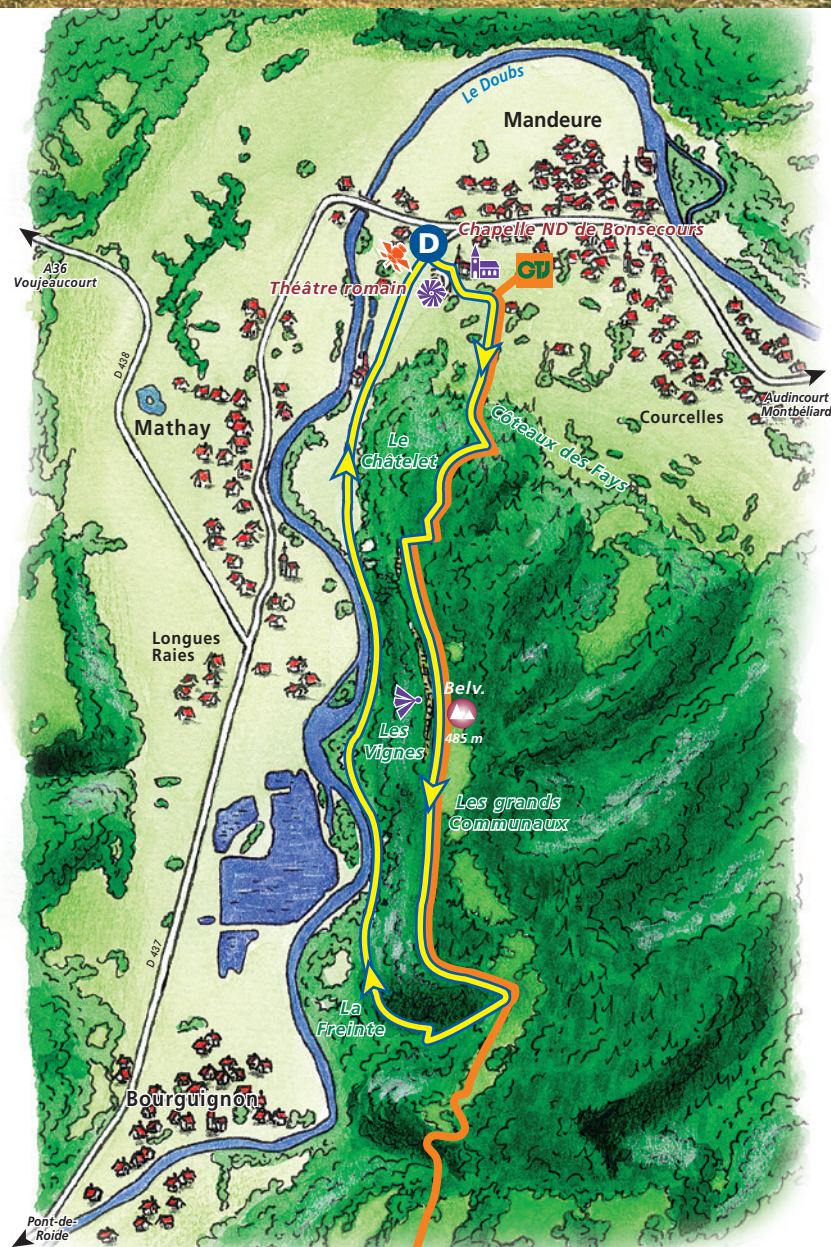 Le Doubs
Mandeure
Chapelle ND de Bonsecours
D
GTJ
A36
Voujeaucourt
Théâtre romain
D 438
Audincourt
Montbéliard
Mathay
Courcelles
Côteaux des Fays
Le
Châtelet
Longues
Raies
Belv.
485 m
Les
Vignes
Les grands
Communaux
D 437
La
Freinte
Bourguignon
Pont-de-
Roide